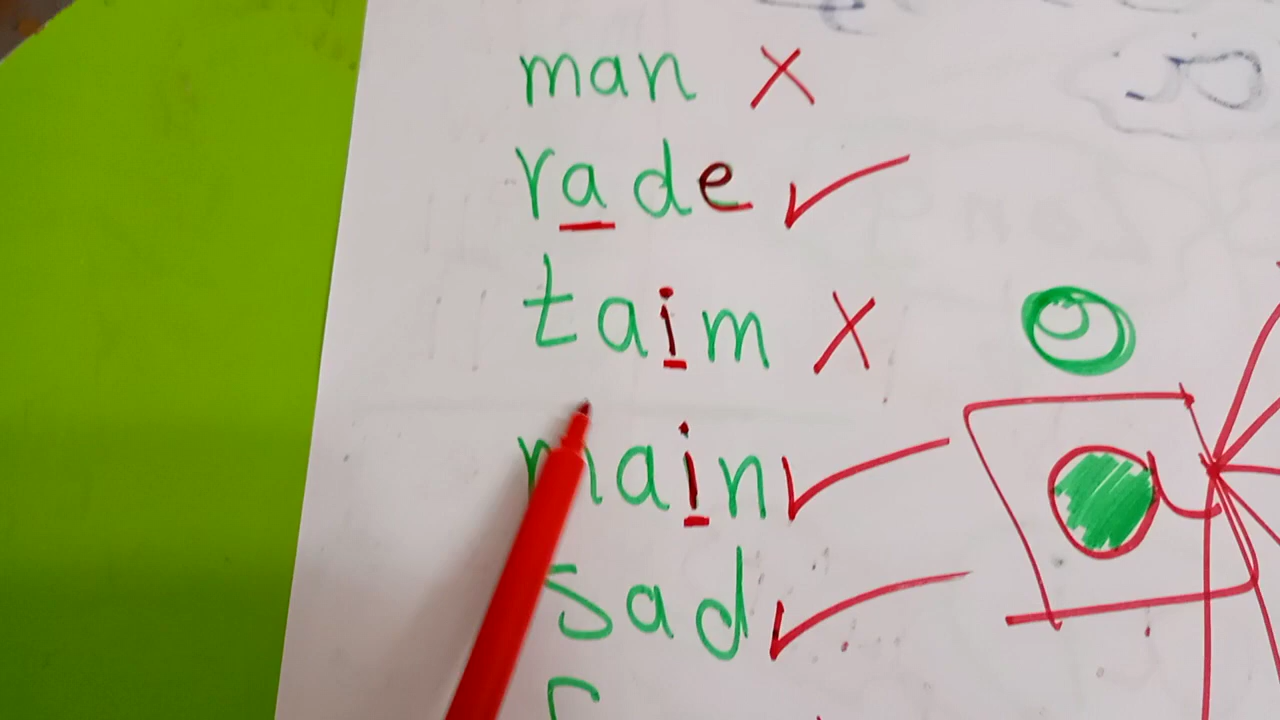 man ×
rade ✓
taim ×
main ✓
sad ✓